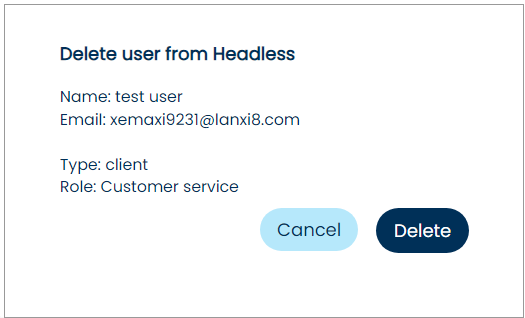 Delete user from Headless
Name: test user
Email: xemaxi9231@lanxi8.com
Type: client
Role: Customer service
Cancel
Delete